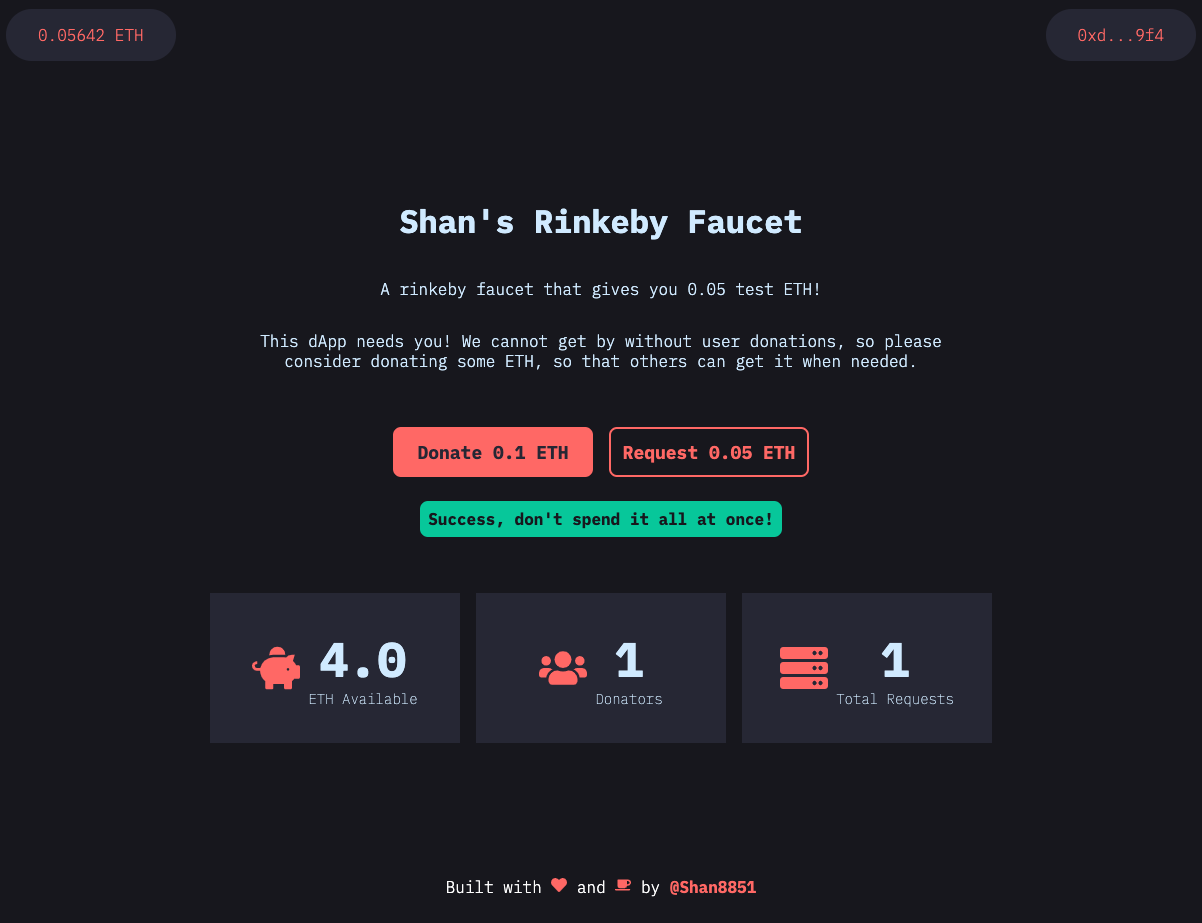 0.05642 ETH
0xd...9f4
Shan's Rinkeby Faucet
A rinkeby faucet that gives you 0.05 test ETH!
This dApp needs you! We cannot get by without user donations, so please
consider donating some ETH, so that others can get it when needed.
Donate 0.1 ETH
Request 0.05 ETH
Success, don't spend it all at once!
4.0
ETH Available
1
Donators
1
Total Requests
Built with and by @Shan8851